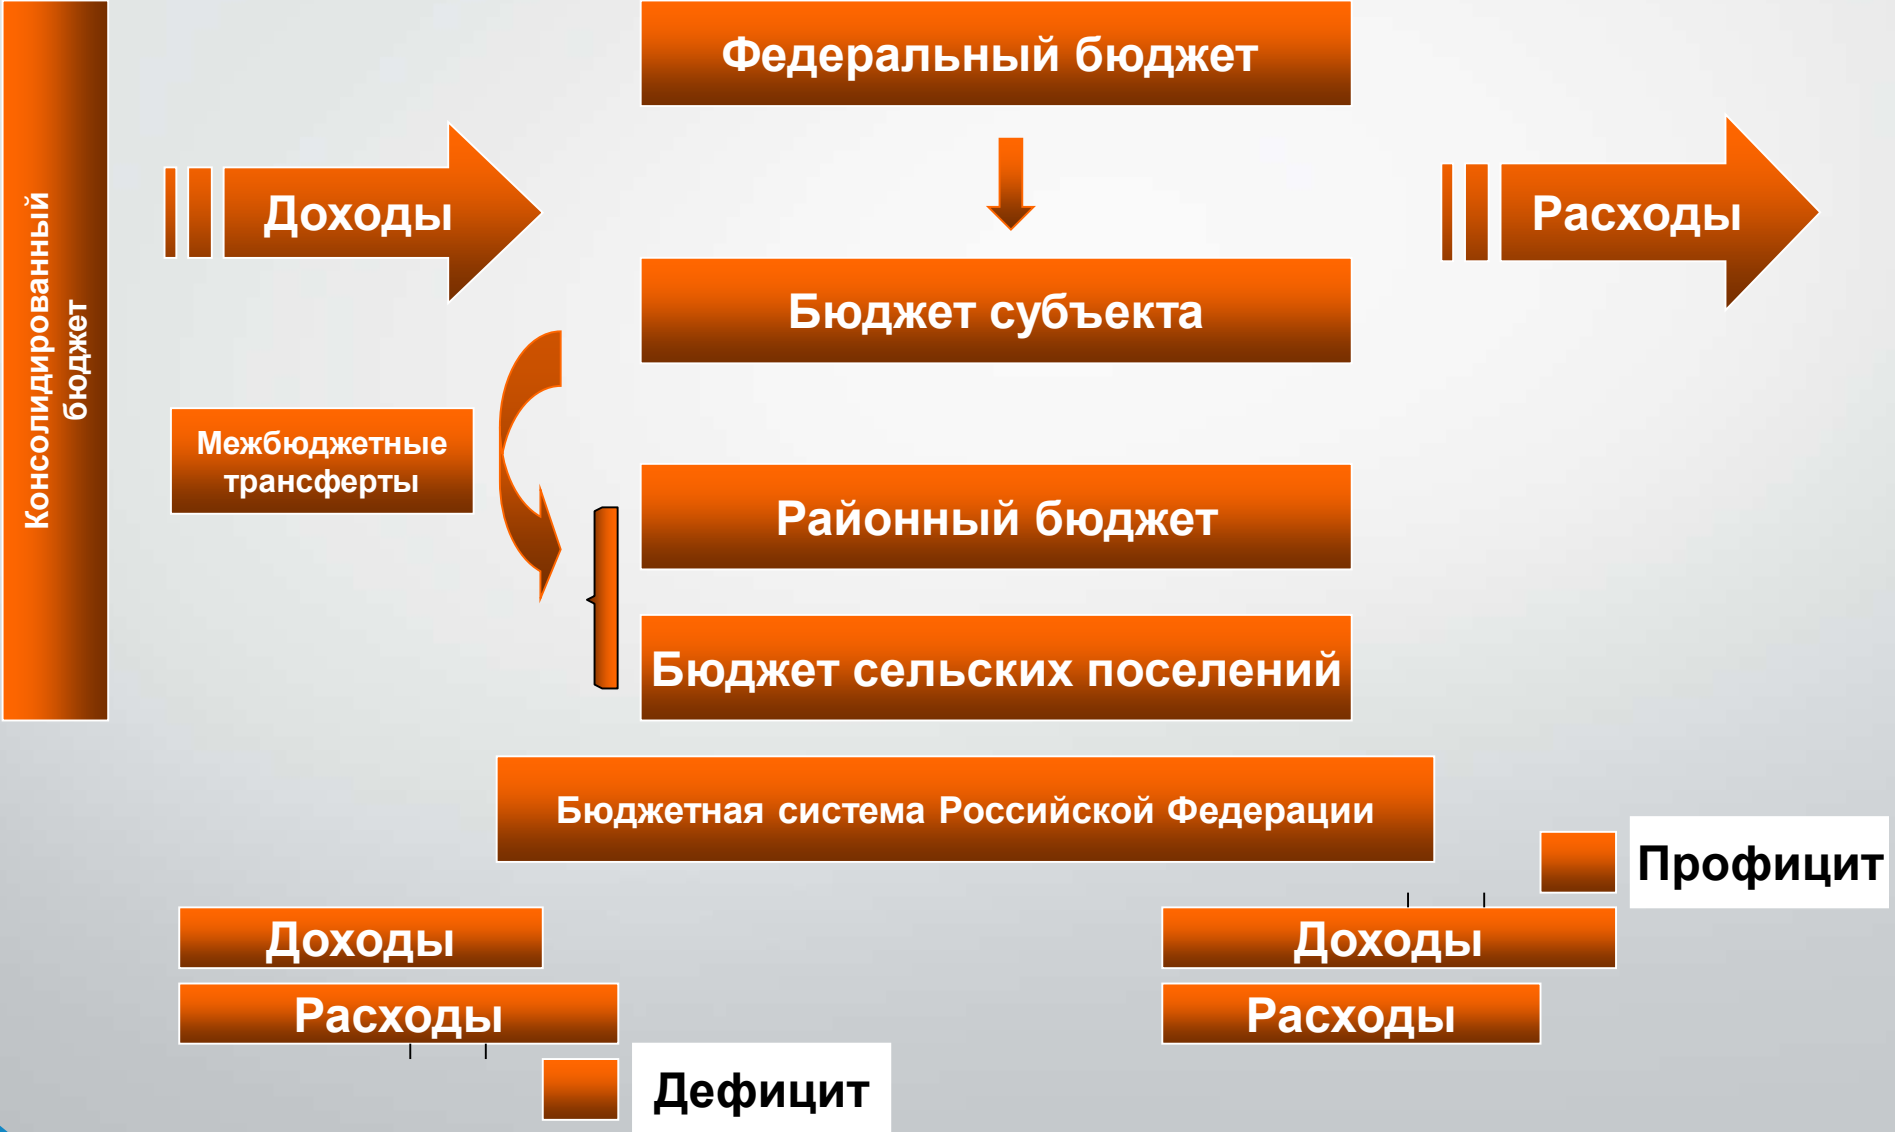 Консолидированный
бюджет
Федеральный бюджет
Доходы
Расходы
Бюджет субъекта
Межбюджетные
трансферты
Районный бюджет
Бюджет сельских поселений
Бюджетная система Российской Федерации
Профицит
Доходы
Расходы
Дефицит
Доходы
Расходы